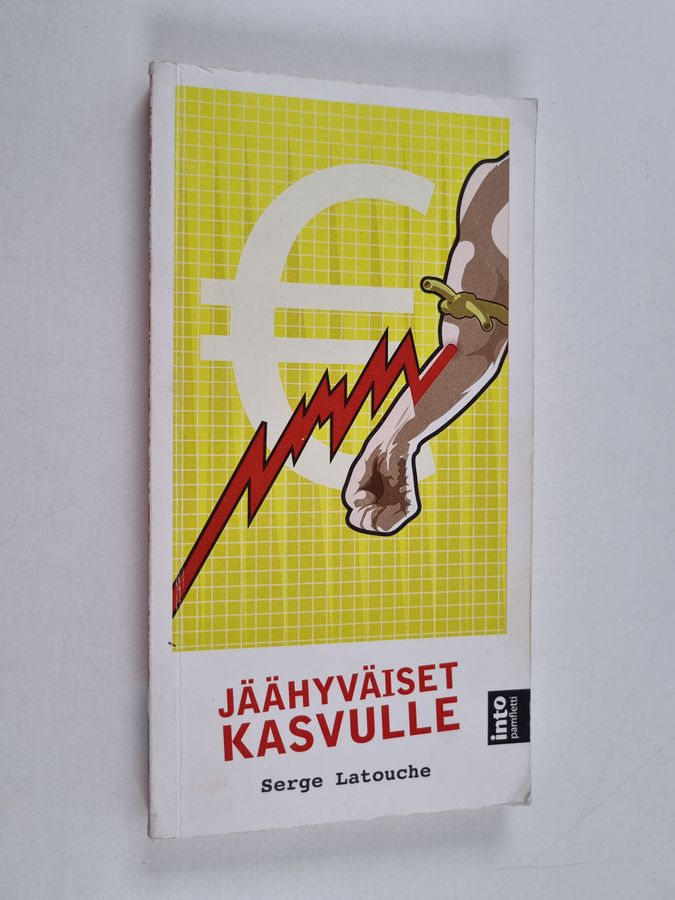 €
JÄÄHYVÄISET
KASVULLE
Serge Latouche
into
pamfletti